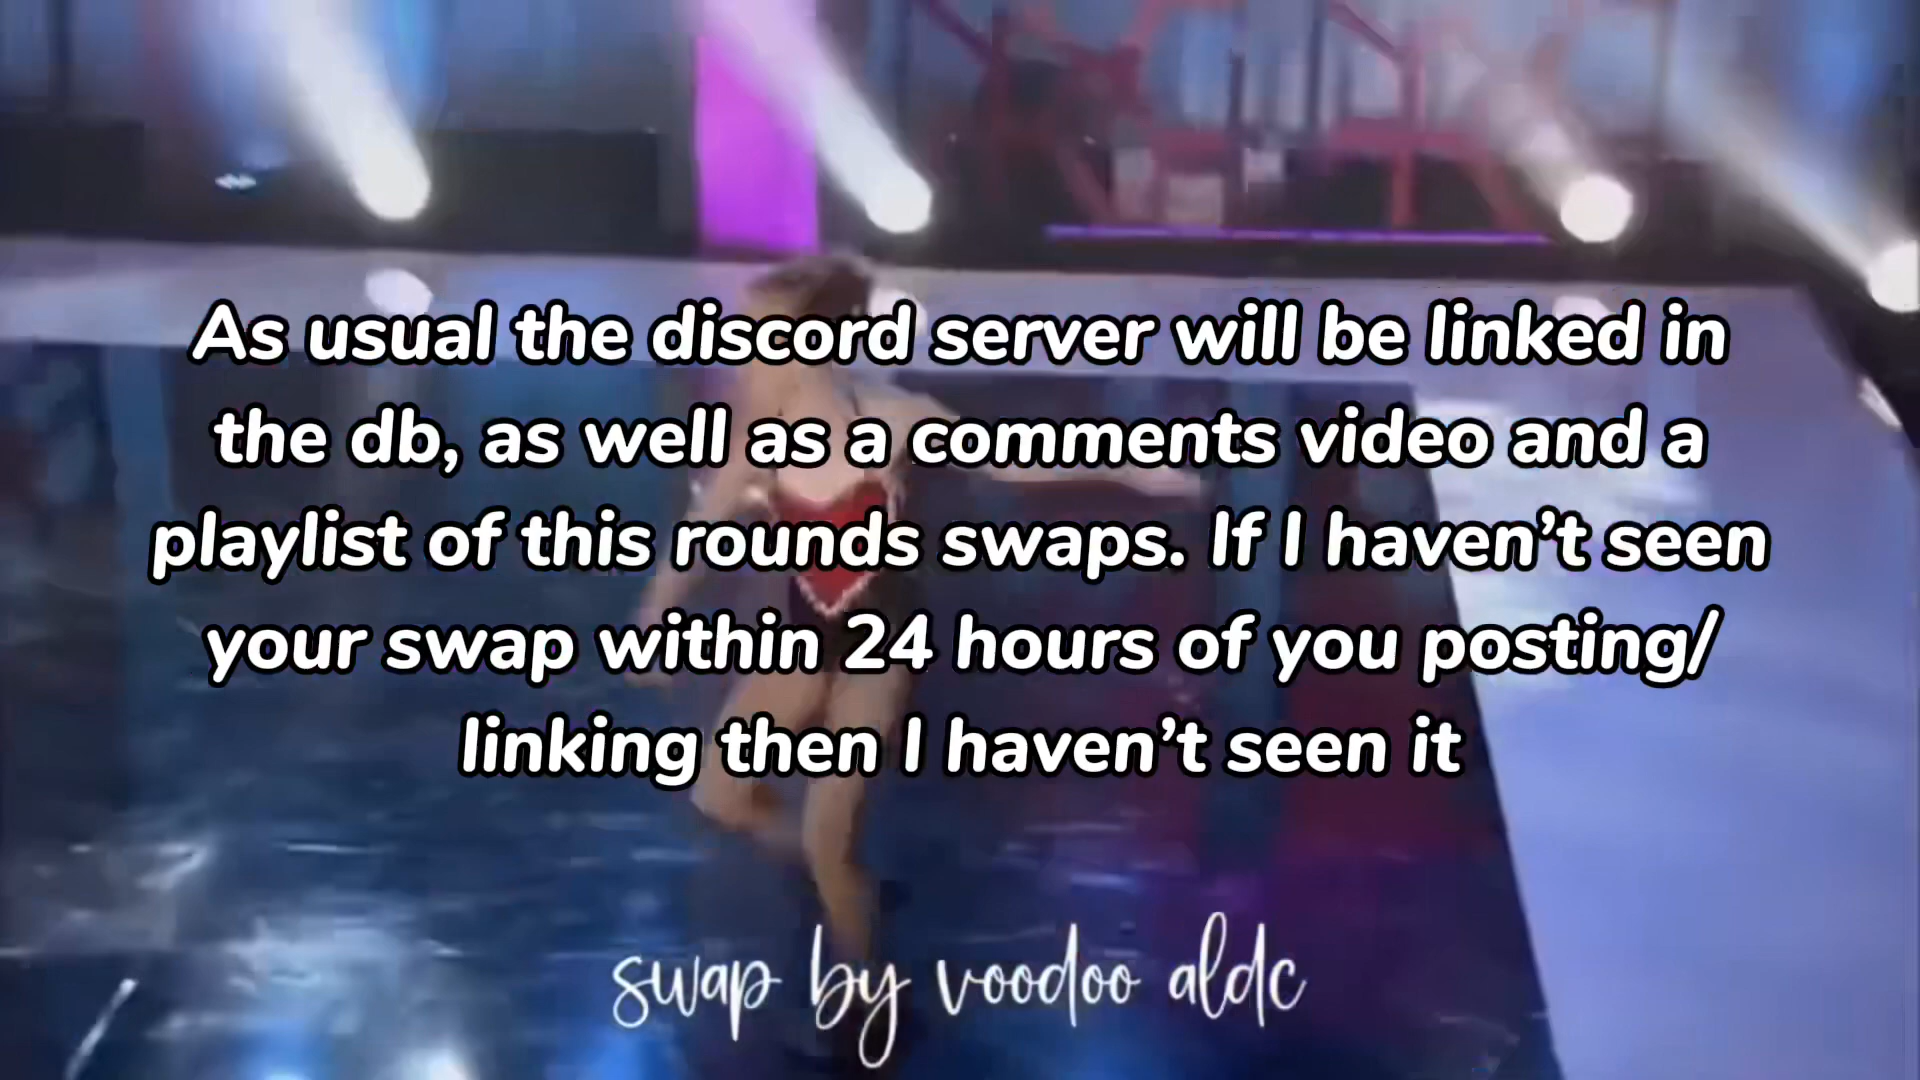 As usual the discord server will be linked in
the db, as well as a comments video and a
playlist of this rounds swaps. If I haven’t seen
your swap within 24 hours of you posting/
linking then I haven’t seen it
swap by voodoo aldc